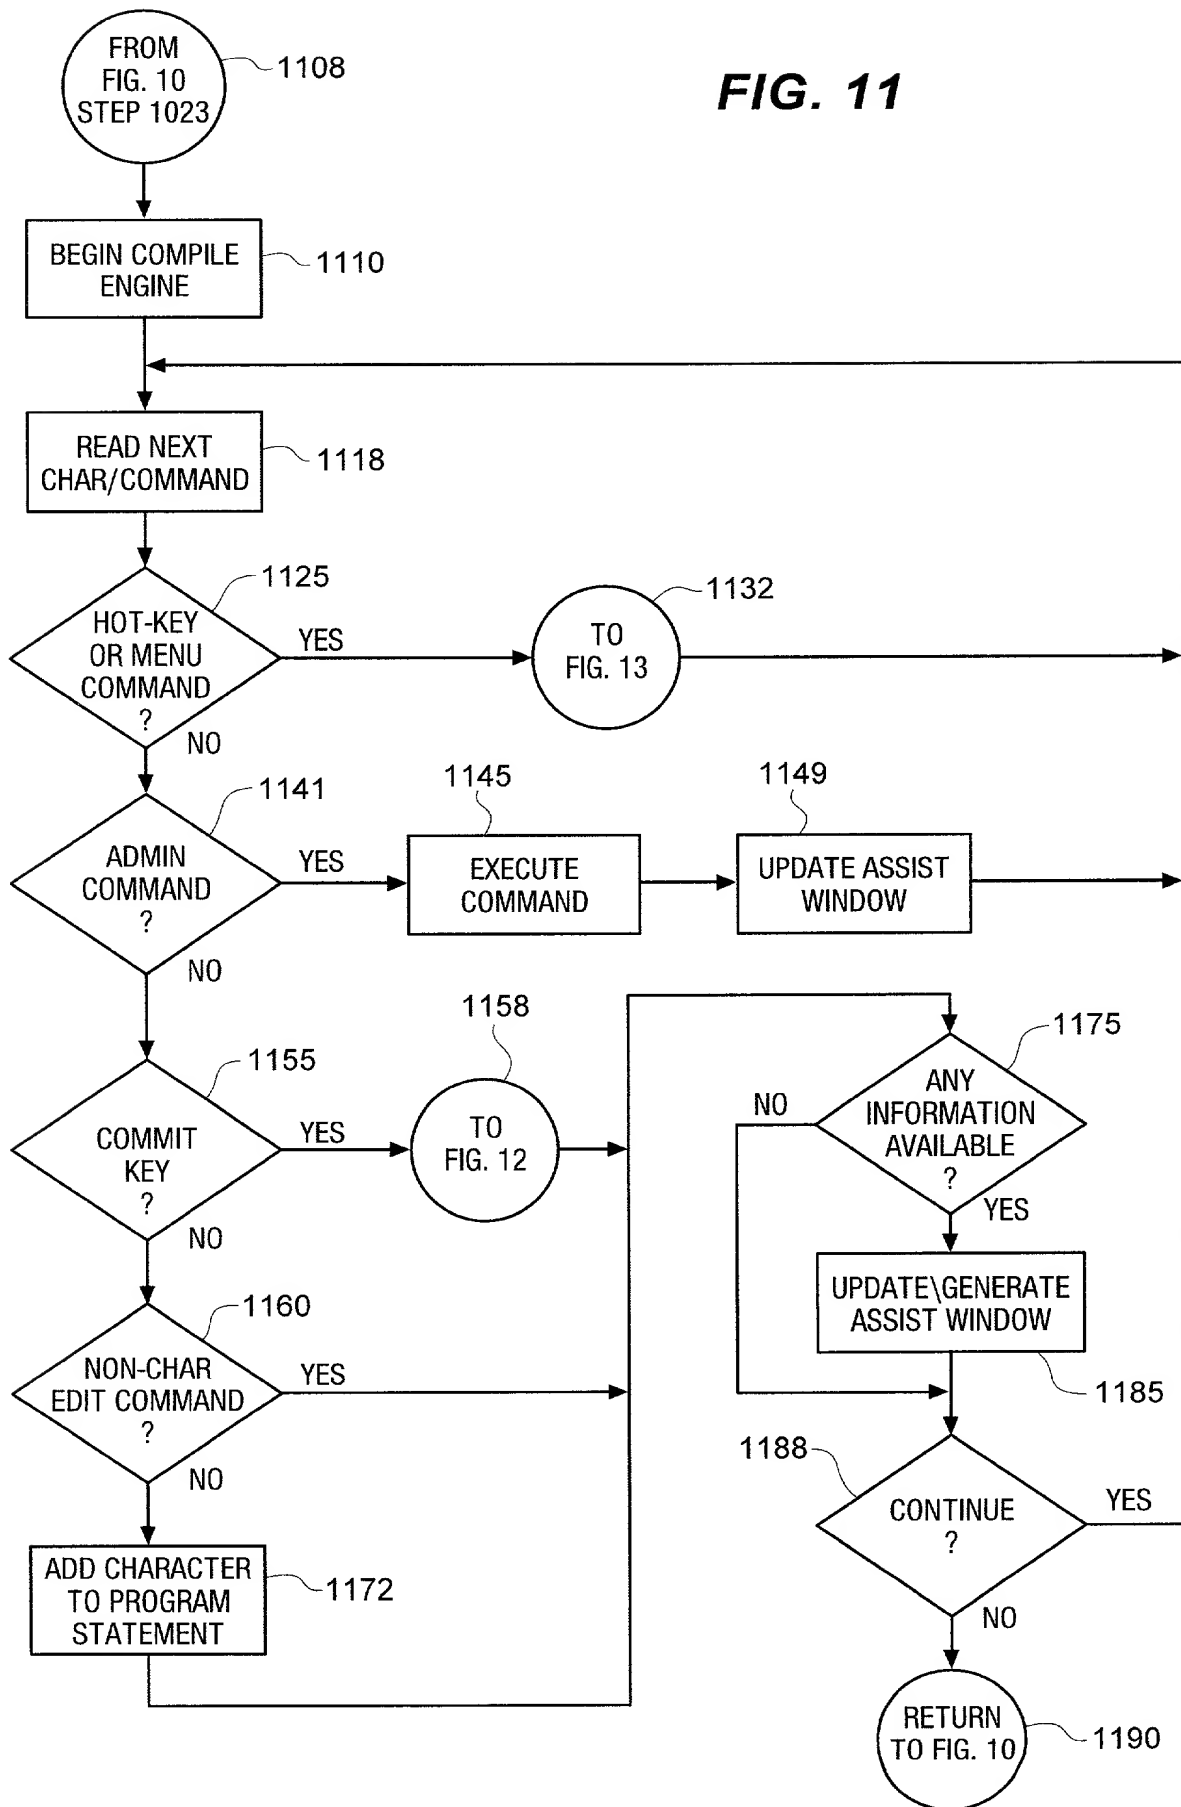 FROM
FIG. 10
STEP 1023
1108
FIG. 11
BEGIN COMPILE
ENGINE
1110
READ NEXT
CHAR/COMMAND
1118
1125
HOT-KEY
OR MENU
COMMAND
?
YES
NO
1132
TO
FIG. 13
1141
ADMIN
COMMAND
?
YES
NO
1145
EXECUTE
COMMAND
1149
UPDATE ASSIST
WINDOW
1155
COMMIT
KEY
?
YES
NO
1158
TO
FIG. 12
1160
NON-CHAR
EDIT COMMAND
?
YES
NO
ADD CHARACTER
TO PROGRAM
STATEMENT
1172
1175
ANY
INFORMATION
AVAILABLE
?
NO
YES
UPDATE\GENERATE
ASSIST WINDOW
1185
1188
CONTINUE
?
YES
NO
RETURN
TO FIG. 10
1190